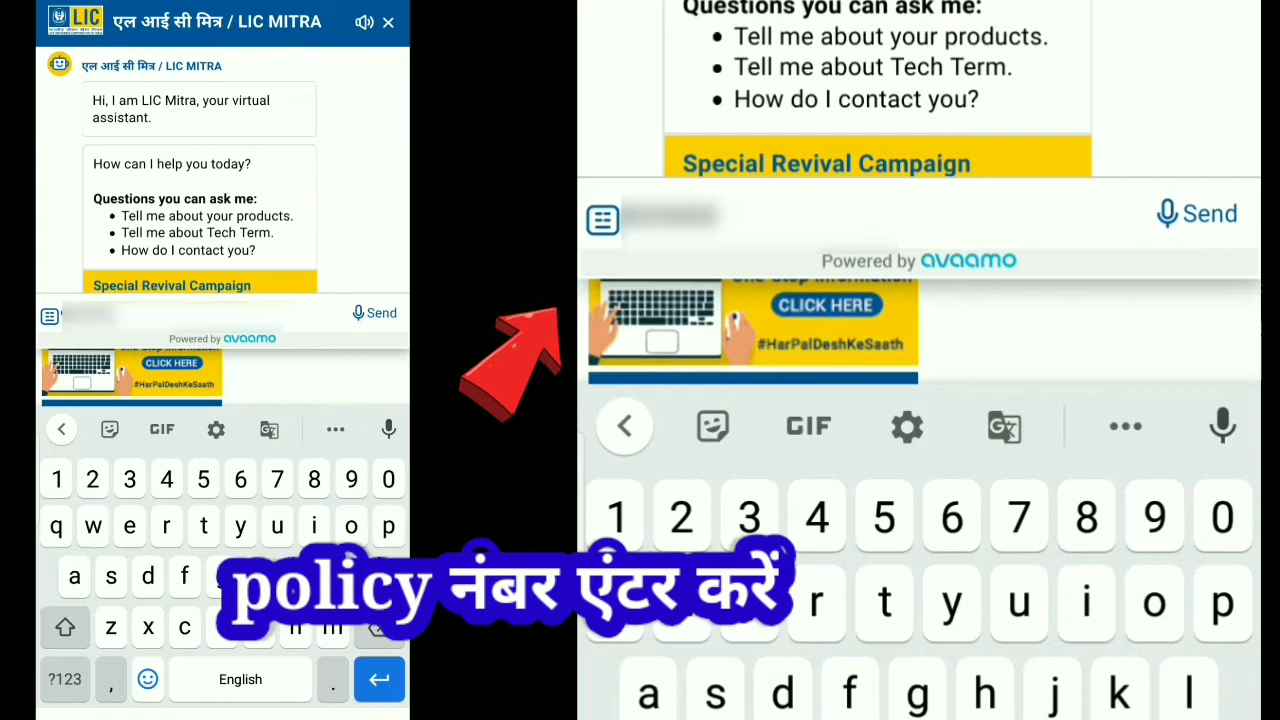 LIC
एल आई सी मित्र / LIC MITRA
एल आई सी मित्र / LIC MITRA
Hi, I am LIC Mitra, your virtual
assistant.
How can I help you today?
Questions you can ask me:
Tell me about your products.
Tell me about Tech Term.
How do I contact you?
Special Revival Campaign
Send
Powered by avaamo
CLICK HERE
#HarPalDeshKeSaath
GIF
1 2 3 4 5 6 7 8 9 0
q w e r t y u i o p
a s d f
z x c
?123 , English .
Questions you can ask me:
Tell me about your products.
Tell me about Tech Term.
How do I contact you?
Special Revival Campaign
Send
Powered by avaamo
One Stop Information
CLICK HERE
#HarPalDeshKeSaath
GIF
1 2 3 4 5 6 7 8 9 0
r t y u i o p
a s d f g h j k l
policy नंबर एंटर करें